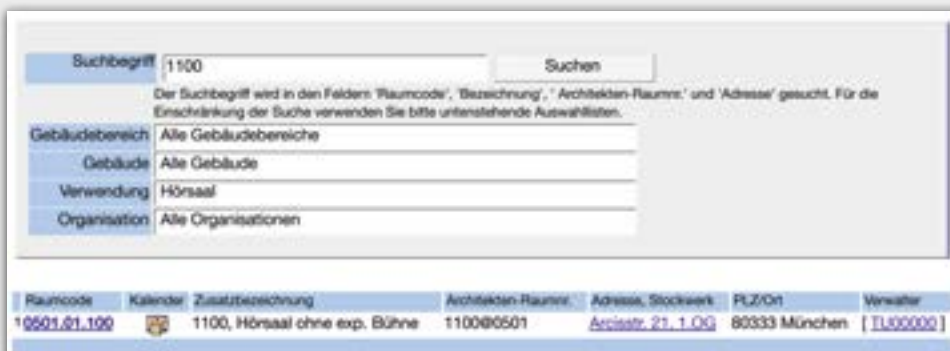 Suchbegriff 1100 Suchen
Der Suchbegriff wird in den Feldern 'Raumcode', 'Bezeichnung', ' Architekten-Raumnr.' und 'Adresse' gesucht. Für die
Einschränkung der Suche verwenden Sie bitte untenstehende Auswahllisten.
Gebäudebereich Alle Gebäudebereiche
Gebäude Alle Gebäude
Verwendung Hörsaal
Organisation Alle Organisationen
Raumcode Kalender Zusatzbezeichnung Architekten-Raumnr. Adresse, Stockwerk PLZ/Ort Verwalter
1 0501.01.100 1100, Hörsaal ohne exp. Bühne 1100@0501 Arcisstr. 21, 1.OG 80333 München [ TU00000 ]